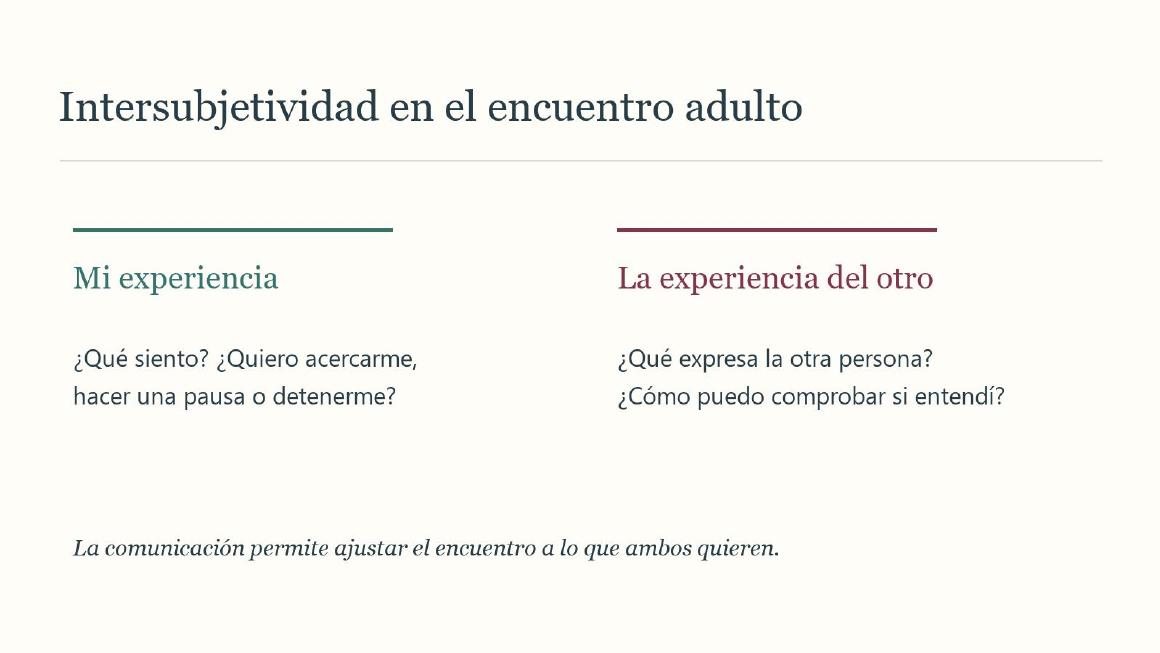 Intersubjetividad en el encuentro adulto
Mi experiencia
¿Qué siento? ¿Quiero acercarme,
hacer una pausa o detenerme?
La experiencia del otro
¿Qué expresa la otra persona?
¿Cómo puedo comprobar si entendí?
La comunicación permite ajustar el encuentro a lo que ambos quieren.